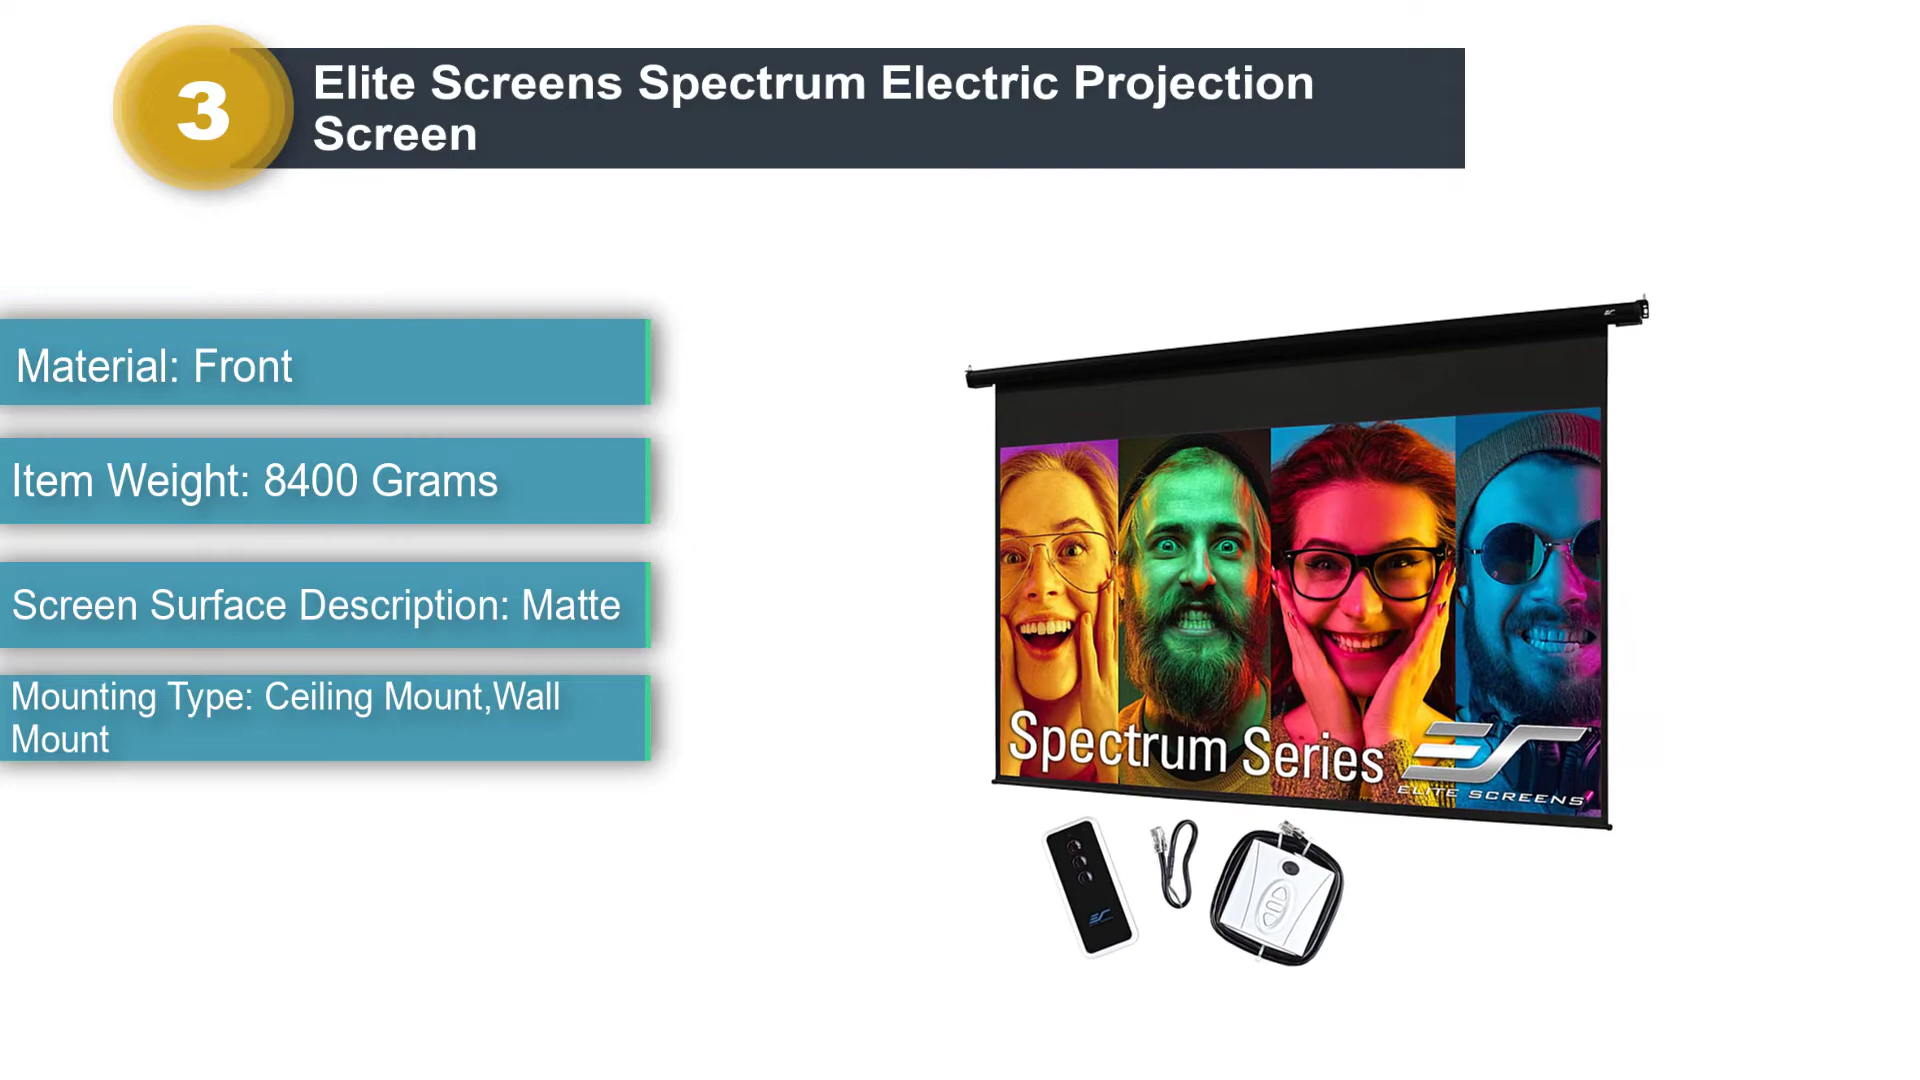 3
Elite Screens Spectrum Electric Projection
Screen
Material: Front
Item Weight: 8400 Grams
Screen Surface Description: Matte
Mounting Type: Ceiling Mount,Wall
Mount
Spectrum Series
ELITE SCREENS